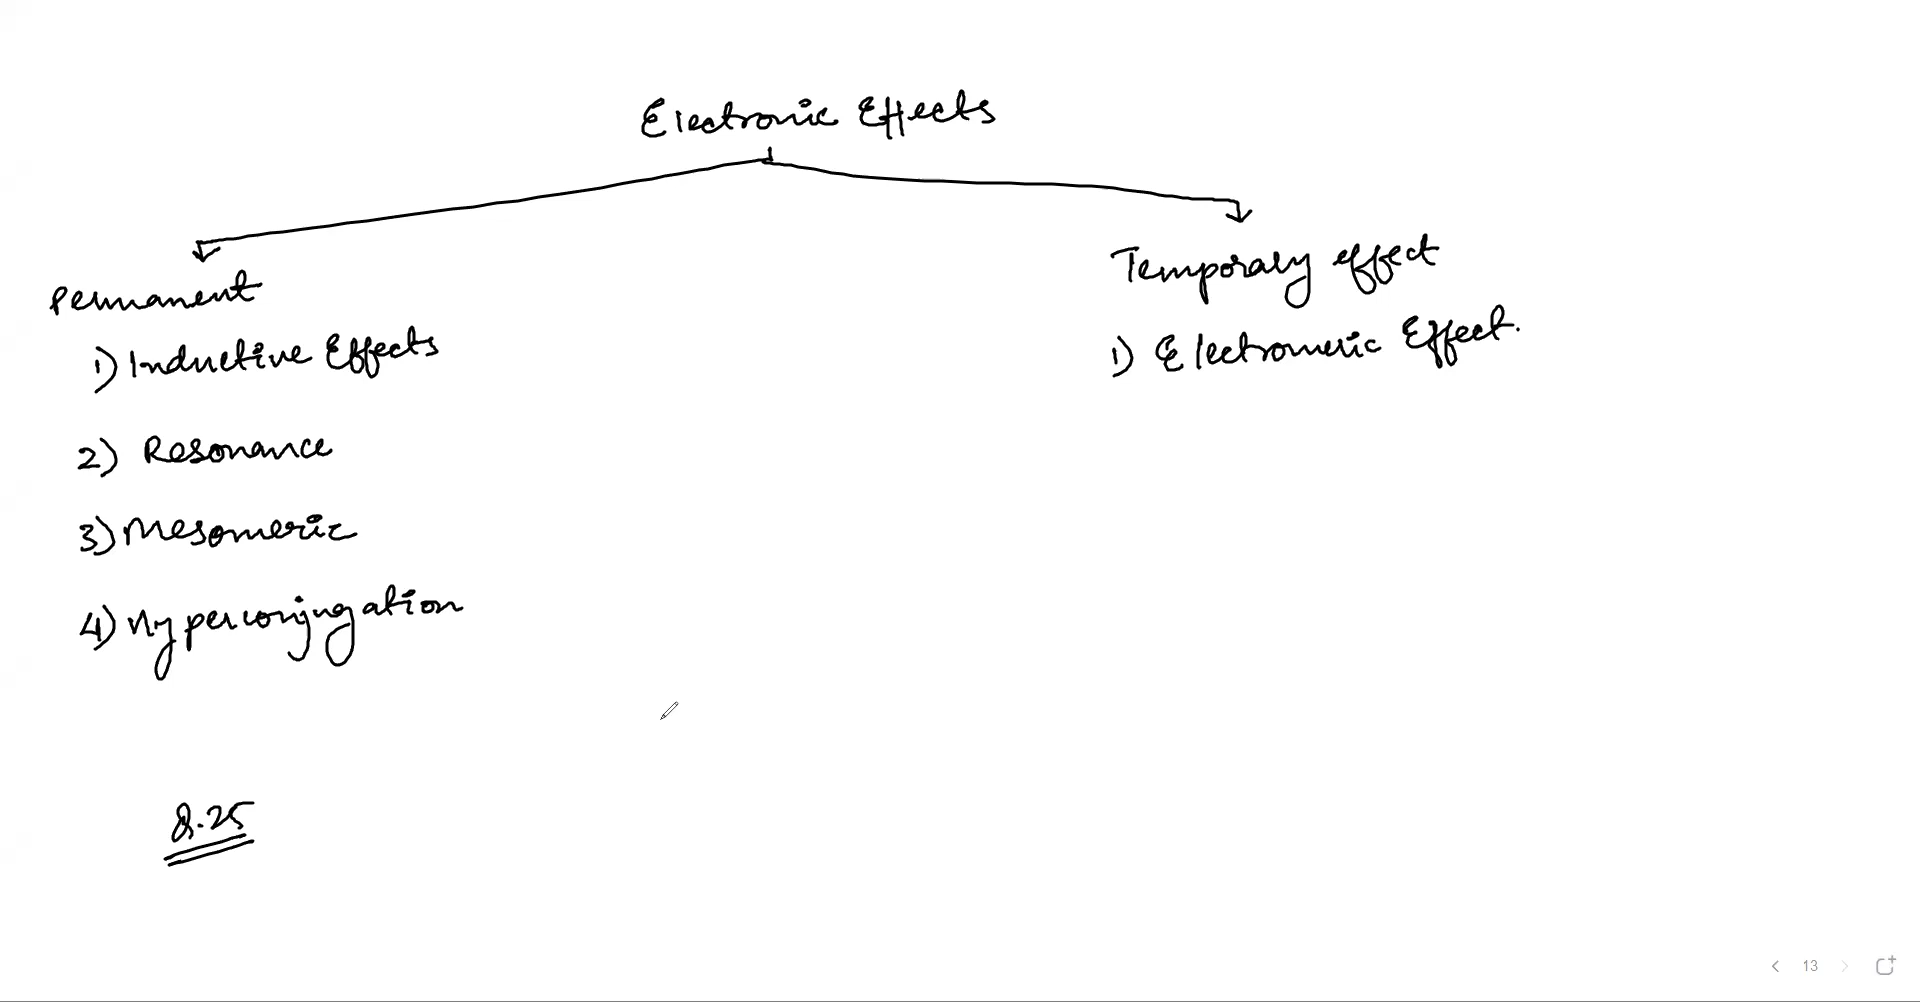 Electronic Effects
Permanent
1) Inductive Effects
2) Resonance
3) Mesomeric
4) Hyperconjugation
Temporary effect
1) Electromeric Effect.
8.25
13